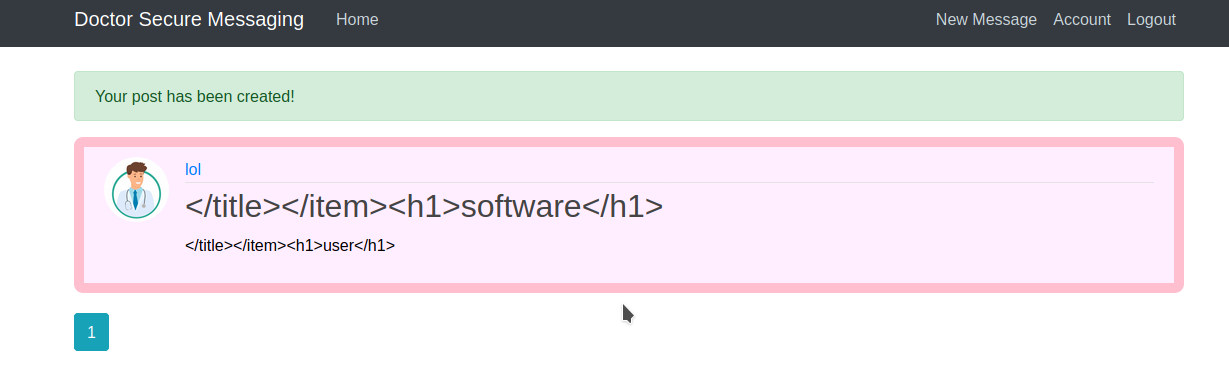 Doctor Secure Messaging Home New Message Account Logout
Your post has been created!
lol
</title></item><h1>software</h1>
</title></item><h1>user</h1>
1